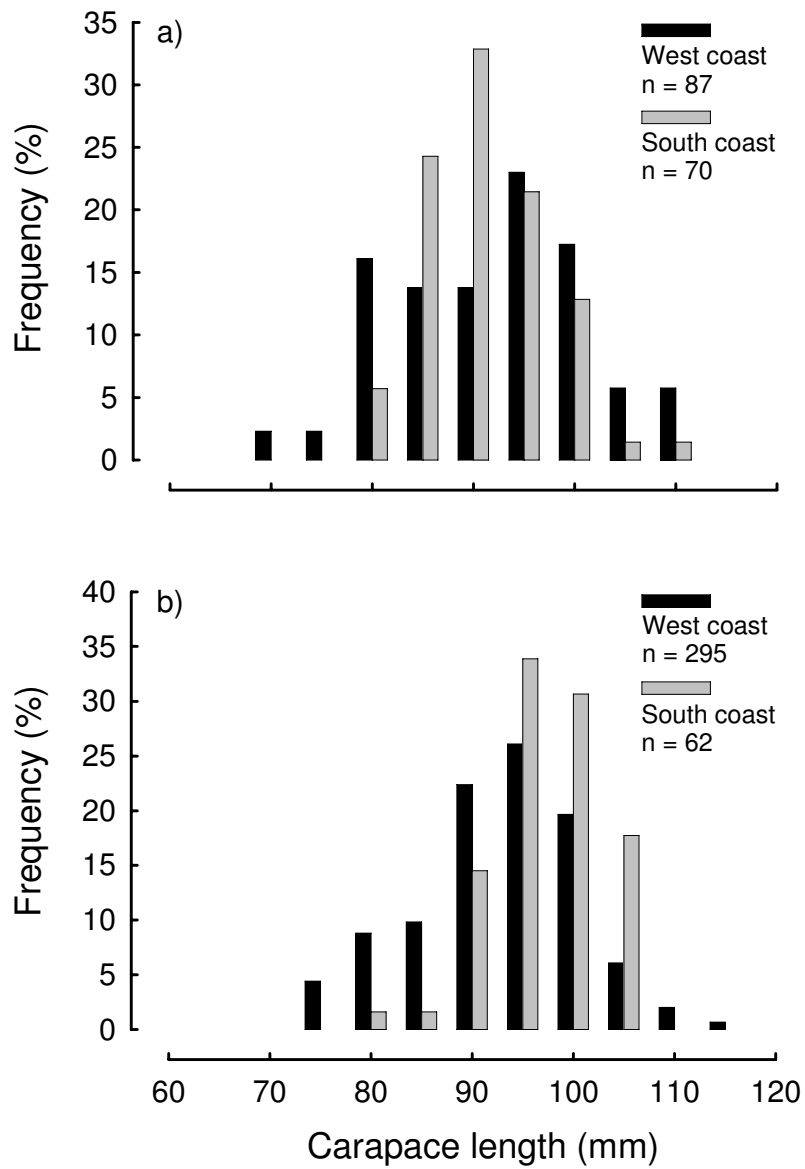 a)
West coast
n = 87
South coast
n = 70
35
30
25
20
15
10
5
0
Frequency (%)
b)
West coast
n = 295
South coast
n = 62
40
35
30
25
20
15
10
5
0
Frequency (%)
60 70 80 90 100 110 120
Carapace length (mm)